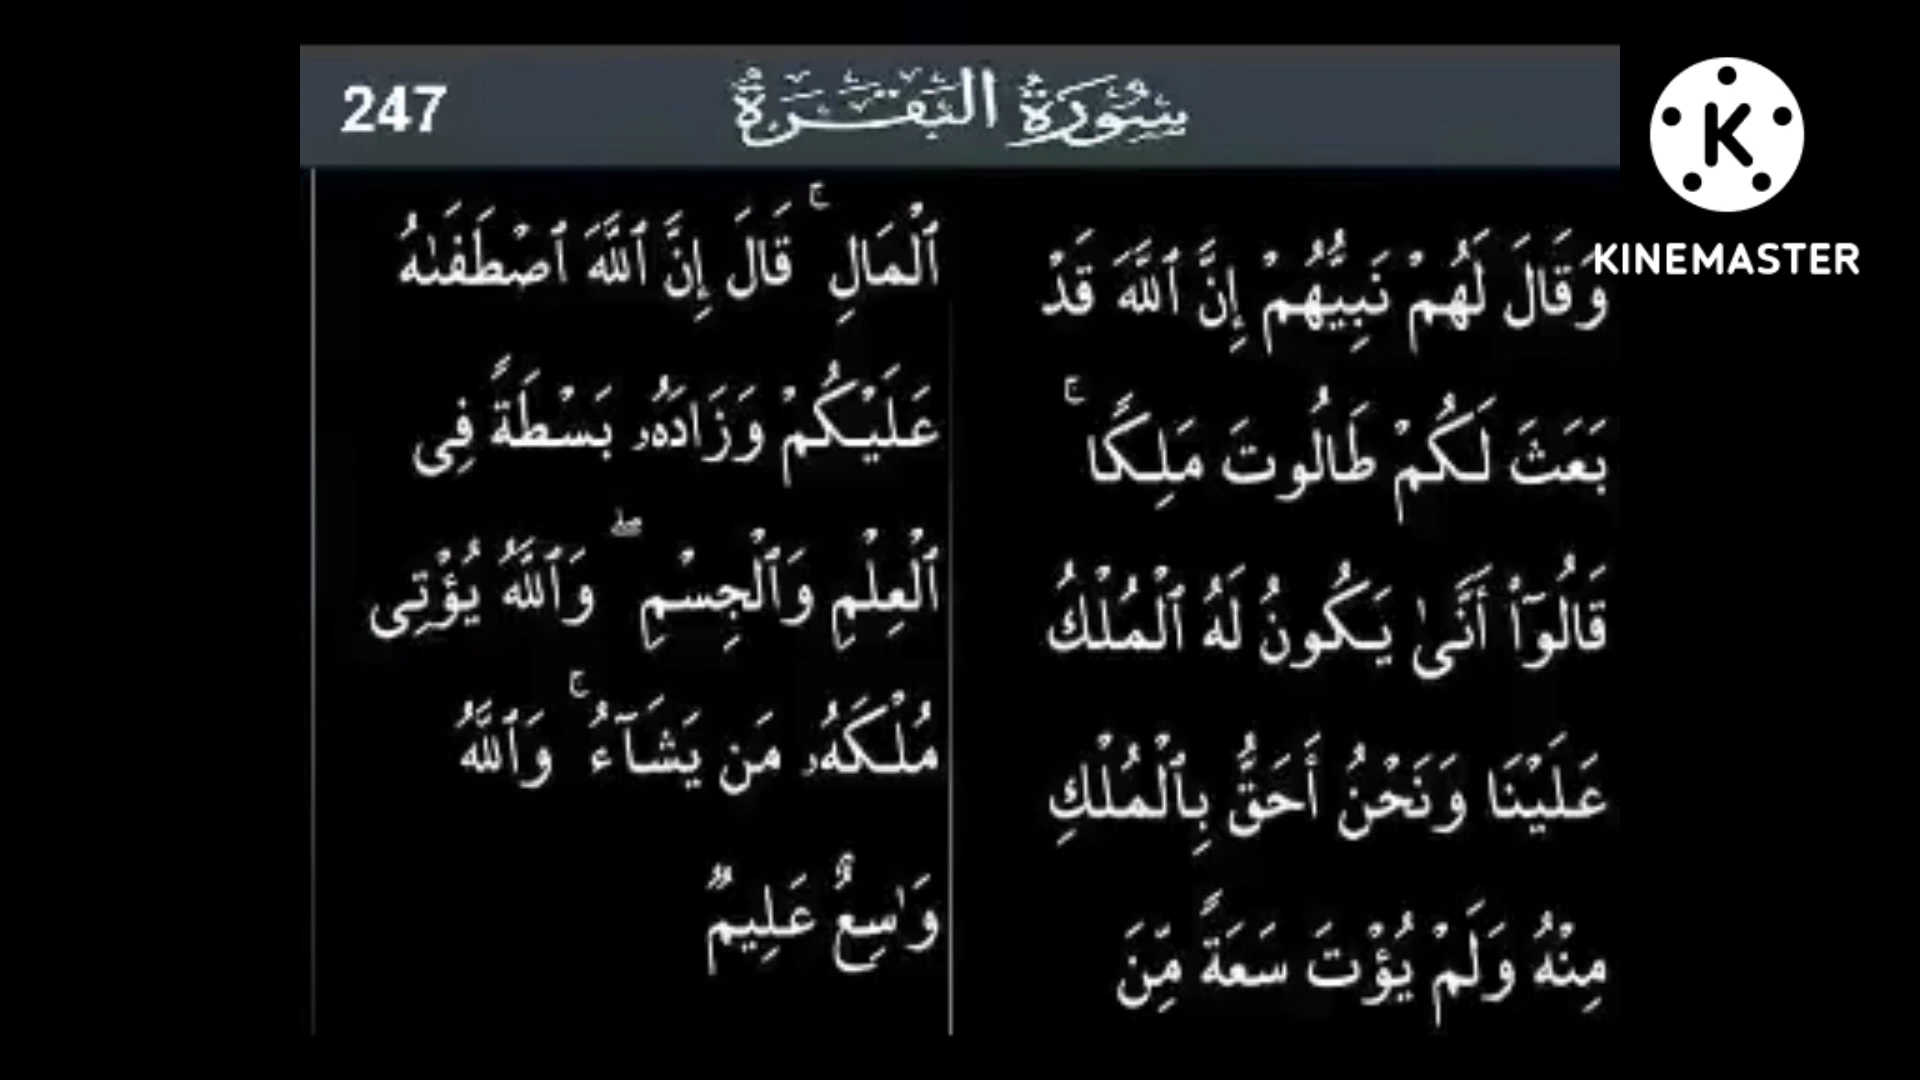 247
سُورَةُ البَقَرَةِ
KINEMASTER
وَقَالَ لَهُمْ نَبِيُّهُمْ إِنَّ ٱللَّهَ قَدْ
بَعَثَ لَكُمْ طَالُوتَ مَلِكًا ۚ
قَالُوٓا۟ أَنَّىٰ يَكُونُ لَهُ ٱلْمُلْكُ
عَلَيْنَا وَنَحْنُ أَحَقُّ بِٱلْمُلْكِ
مِنْهُ وَلَمْ يُؤْتَ سَعَةً مِّنَ
ٱلْمَالِ ۚ قَالَ إِنَّ ٱللَّهَ ٱصْطَفَىٰهُ
عَلَيْكُمْ وَزَادَهُۥ بَسْطَةً فِى
ٱلْعِلْمِ وَٱلْجِسْمِ ۖ وَٱللَّهُ يُؤْتِى
مُلْكَهُۥ مَن يَشَآءُ ۚ وَٱللَّهُ
وَٰسِعٌ عَلِيمٌ